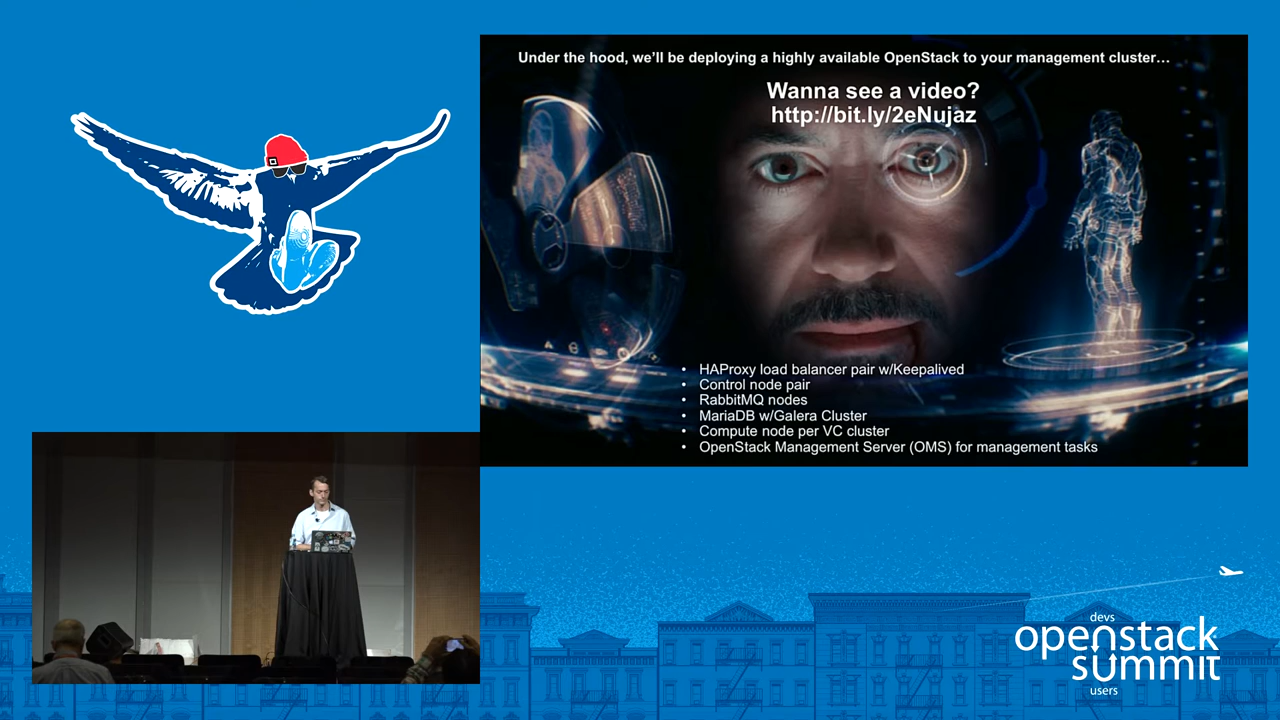 Under the hood, we'll be deploying a highly available OpenStack to your management cluster…
Wanna see a video?
http://bit.ly/2eNujaz
• HAProxy load balancer pair w/Keepalived
• Control node pair
• RabbitMQ nodes
• MariaDB w/Galera Cluster
• Compute node per VC cluster
• OpenStack Management Server (OMS) for management tasks
devs
openstack
summit
users